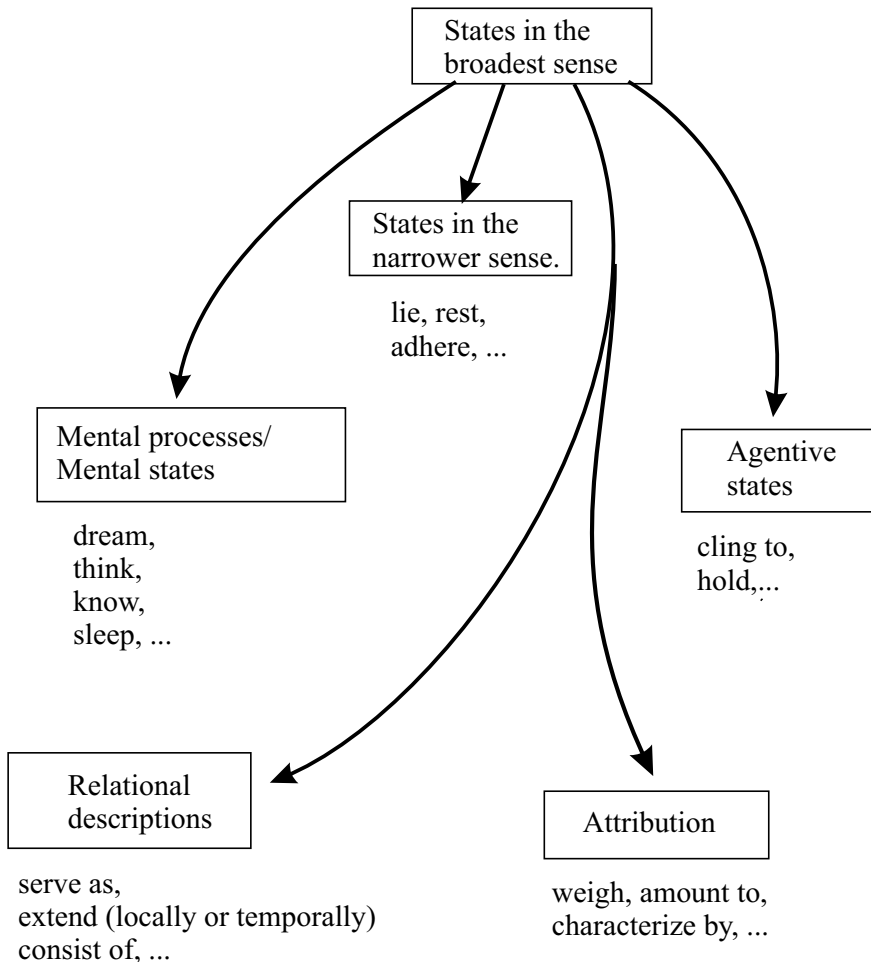 States in the
broadest sense
States in the
narrower sense.
lie, rest,
adhere, ...
Mental processes/
Mental states
dream,
think,
know,
sleep, ...
Agentive
states
cling to,
hold,...
Relational
descriptions
serve as,
extend (locally or temporally)
consist of, ...
Attribution
weigh, amount to,
characterize by, ...